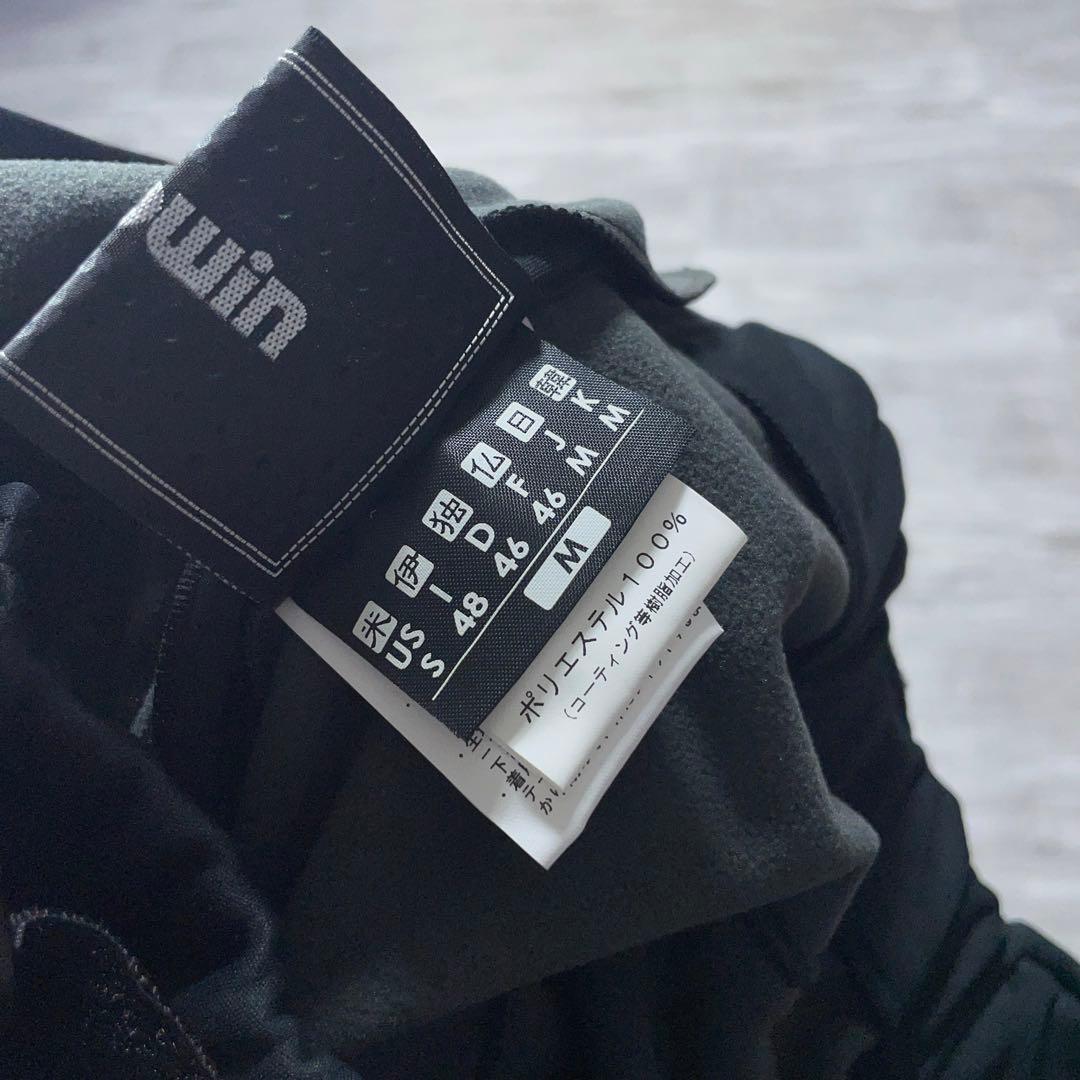 win
米 伊 独 仏 日 韓
US I D F J K
S 48 46 46 M M
M
ポリエステル100%
(コーティング等樹脂加工)